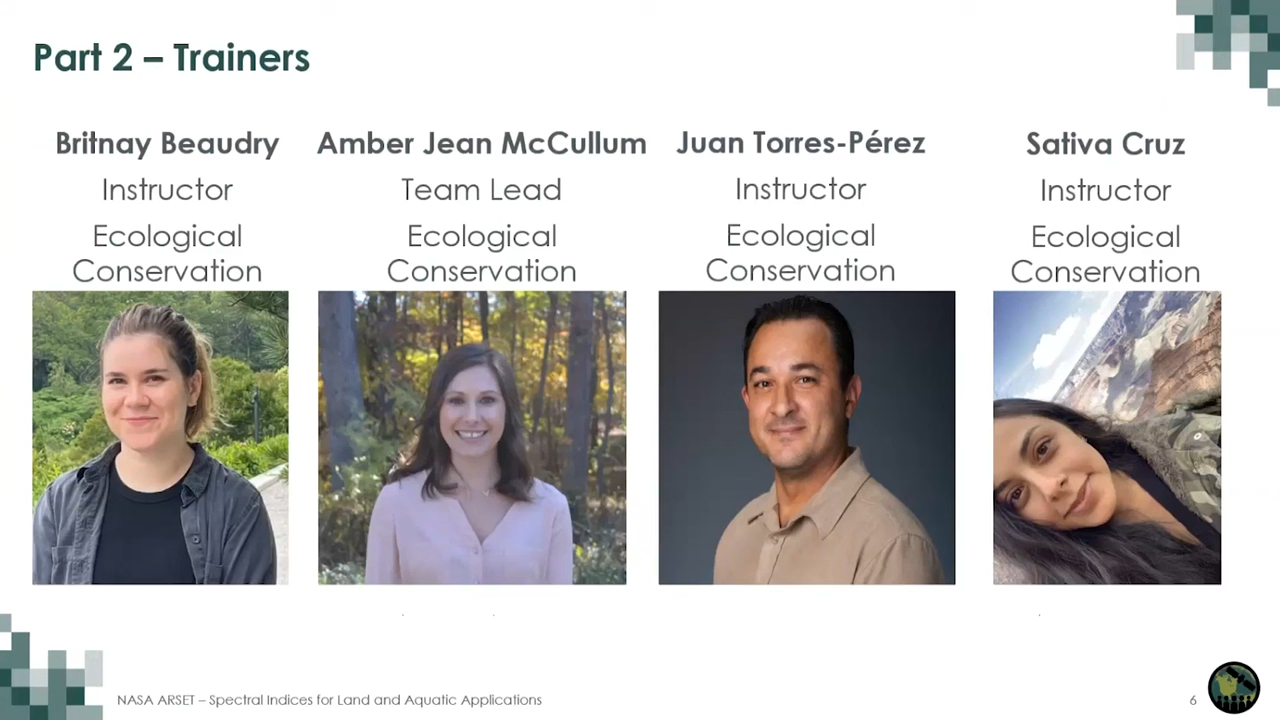 Part 2 – Trainers
Britnay Beaudry
Instructor
Ecological
Conservation
Amber Jean McCullum
Team Lead
Ecological
Conservation
Juan Torres-Pérez
Instructor
Ecological
Conservation
Sativa Cruz
Instructor
Ecological
Conservation
NASA ARSET – Spectral Indices for Land and Aquatic Applications
6